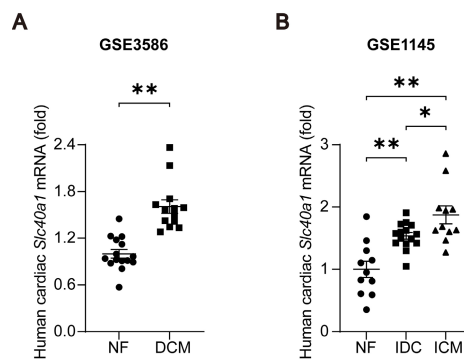 A
GSE3586
**
Human cardiac Slc40a1 mRNA (fold)
2.4
1.8
1.2
0.6
0.0
NF DCM
B
GSE1145
**
*
**
Human cardiac Slc40a1 mRNA (fold)
3
2
1
0
NF IDC ICM